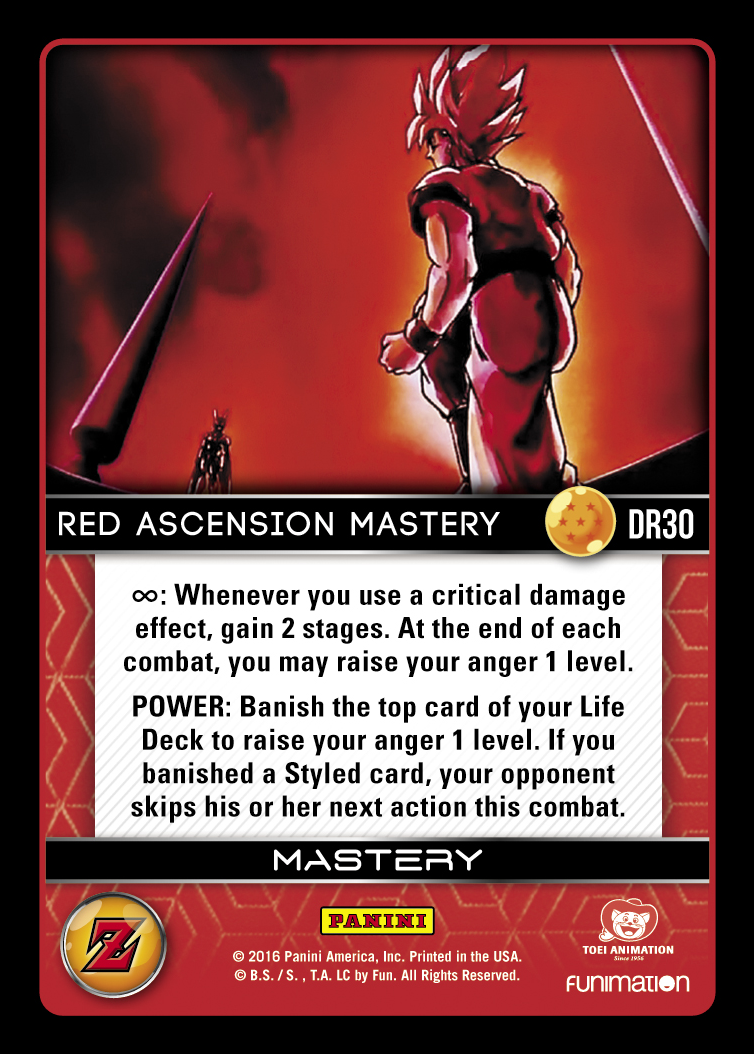 RED ASCENSION MASTERY
DR30
∞: Whenever you use a critical damage
effect, gain 2 stages. At the end of each
combat, you may raise your anger 1 level.
POWER: Banish the top card of your Life
Deck to raise your anger 1 level. If you
banished a Styled card, your opponent
skips his or her next action this combat.
MASTERY
Z
PANINI
© 2016 Panini America, Inc. Printed in the USA.
© B.S. / S. , T.A. LC by Fun. All Rights Reserved.
TOEI ANIMATION
Since 1956
FUNIMATION